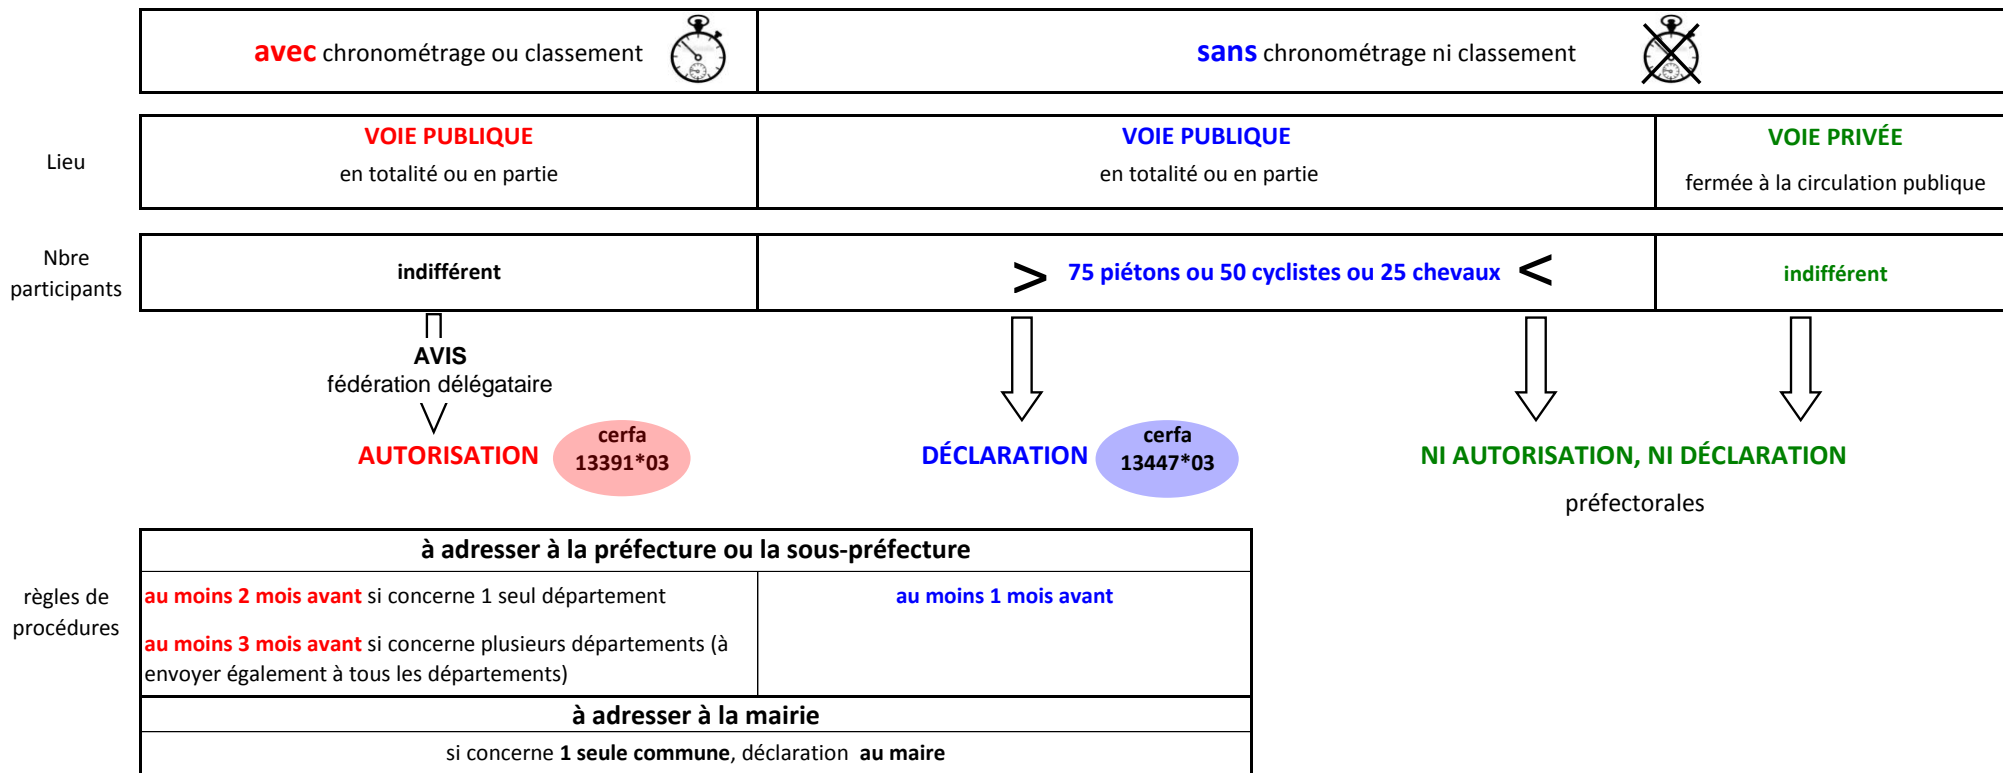 avec chronométrage ou classement
sans chronométrage ni classement
Lieu
VOIE PUBLIQUE
en totalité ou en partie
VOIE PUBLIQUE
en totalité ou en partie
VOIE PRIVÉE
fermée à la circulation publique
Nbre
participants
indifférent
> 75 piétons ou 50 cyclistes ou 25 chevaux <
indifférent
AVIS
fédération délégataire
AUTORISATION
cerfa
13391*03
DÉCLARATION
cerfa
13447*03
NI AUTORISATION, NI DÉCLARATION
préfectorales
règles de
procédures
à adresser à la préfecture ou la sous-préfecture
au moins 2 mois avant si concerne 1 seul département
au moins 3 mois avant si concerne plusieurs départements (à
envoyer également à tous les départements)
au moins 1 mois avant
à adresser à la mairie
si concerne 1 seule commune, déclaration au maire